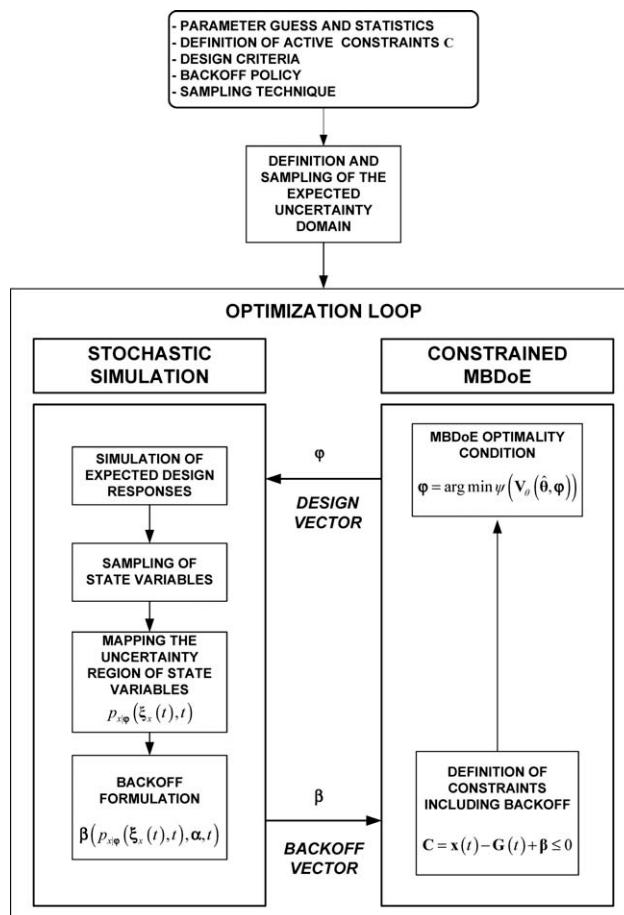 - PARAMETER GUESS AND STATISTICS
- DEFINITION OF ACTIVE CONSTRAINTS C
- DESIGN CRITERIA
- BACKOFF POLICY
- SAMPLING TECHNIQUE
DEFINITION AND
SAMPLING OF THE
EXPECTED
UNCERTAINTY
DOMAIN
OPTIMIZATION LOOP
STOCHASTIC
SIMULATION
SIMULATION OF
EXPECTED DESIGN
RESPONSES
SAMPLING OF
STATE VARIABLES
MAPPING THE
UNCERTAINTY
REGION OF STATE
VARIABLES
p_{x|φ}(ξ_x(t),t)
BACKOFF
FORMULATION
β(p_{x|φ}(ξ_x(t),t),α,t)
φ
DESIGN
VECTOR
β
BACKOFF
VECTOR
CONSTRAINED
MBDoE
MBDoE OPTIMALITY
CONDITION
φ = arg min ψ(V_θ(θ̂,φ))
DEFINITION OF
CONSTRAINTS
INCLUDING BACKOFF
C = x(t) − G(t) + β ≤ 0